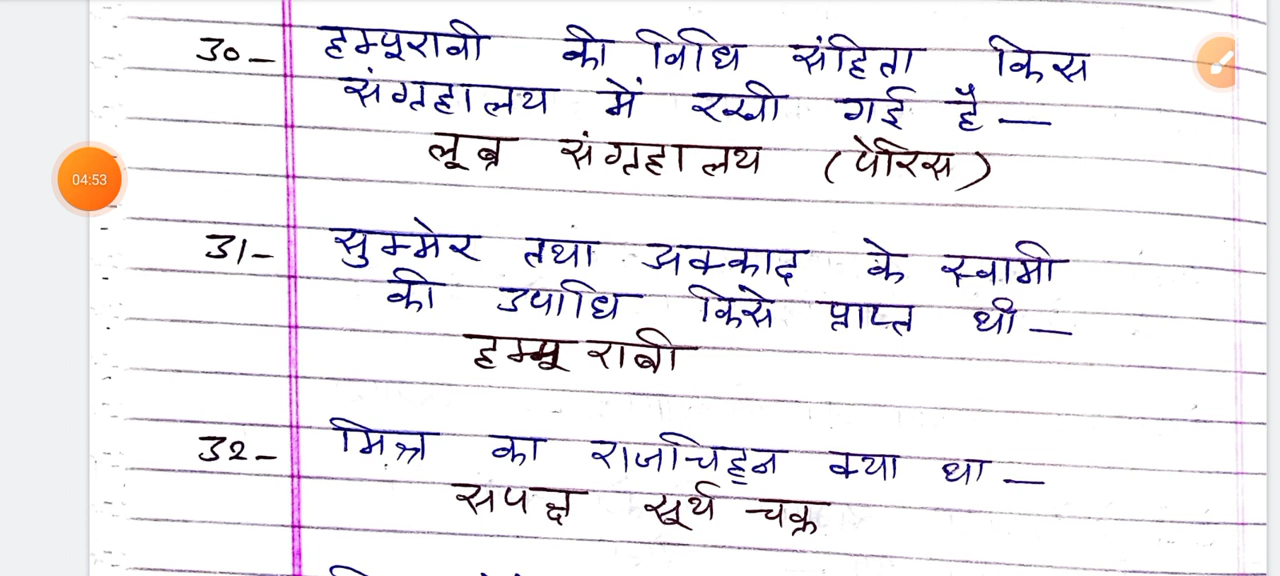 30- हम्मूराबी की विधि संहिता किस
संग्रहालय में रखी गई है—
लूब्र संग्रहालय (पेरिस)
04:53
31- सुम्मेर तथा अक्काद के स्वामी
की उपाधि किसे प्राप्त थी—
हम्मूराबी
32- मिस्त्र का राजचिह्न क्या था—
सपक्ष सूर्य चक्र